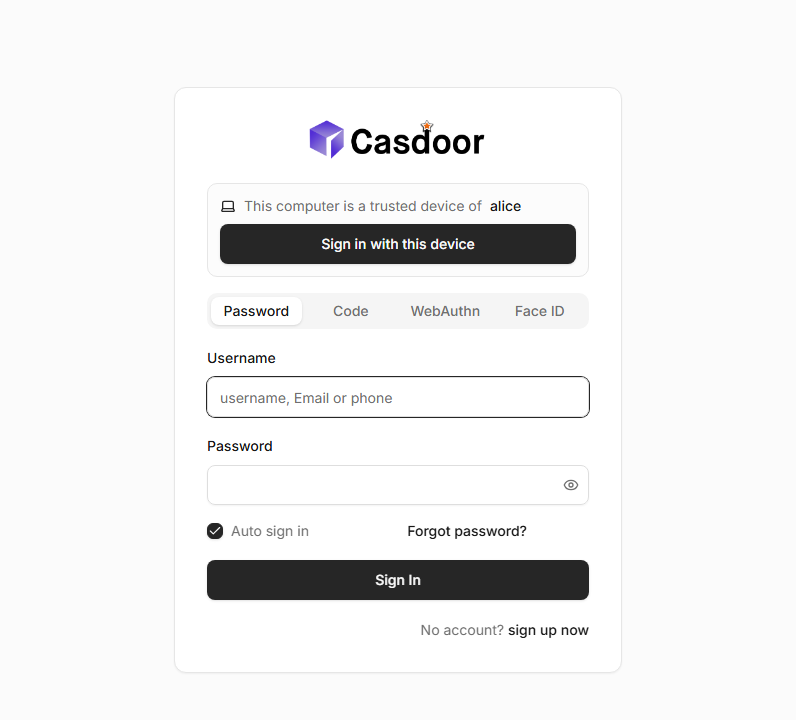 Casdoor
This computer is a trusted device of alice
Sign in with this device
Password Code WebAuthn Face ID
Username
username, Email or phone
Password
Auto sign in Forgot password?
Sign In
No account? sign up now